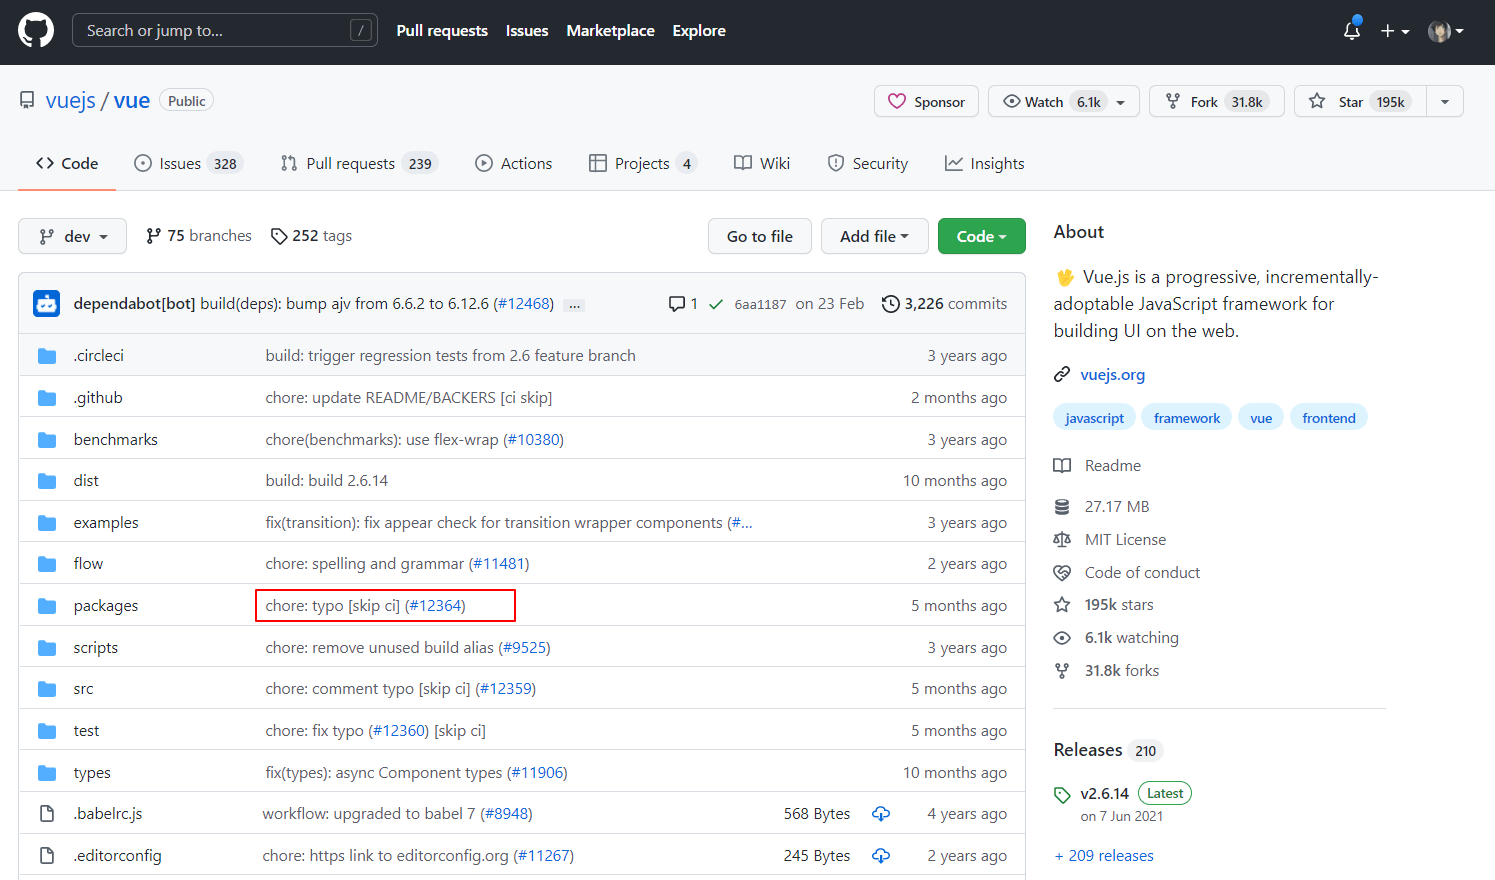 Search or jump to... /
Pull requests Issues Marketplace Explore
vuejs / vue Public
Sponsor Watch 6.1k Fork 31.8k Star 195k
Code Issues 328 Pull requests 239 Actions Projects 4 Wiki Security Insights
dev 75 branches 252 tags Go to file Add file Code
dependabot[bot] build(deps): bump ajv from 6.6.2 to 6.12.6 (#12468) ... 1 6aa1187 on 23 Feb 3,226 commits
.circleci build: trigger regression tests from 2.6 feature branch 3 years ago
.github chore: update README/BACKERS [ci skip] 2 months ago
benchmarks chore(benchmarks): use flex-wrap (#10380) 3 years ago
dist build: build 2.6.14 10 months ago
examples fix(transition): fix appear check for transition wrapper components (#... 3 years ago
flow chore: spelling and grammar (#11481) 2 years ago
packages chore: typo [skip ci] (#12364) 5 months ago
scripts chore: remove unused build alias (#9525) 3 years ago
src chore: comment typo [skip ci] (#12359) 5 months ago
test chore: fix typo (#12360) [skip ci] 5 months ago
types fix(types): async Component types (#11906) 10 months ago
.babelrc.js workflow: upgraded to babel 7 (#8948) 568 Bytes 4 years ago
.editorconfig chore: https link to editorconfig.org (#11267) 245 Bytes 2 years ago
About
🖖 Vue.js is a progressive, incrementally-
adoptable JavaScript framework for
building UI on the web.
vuejs.org
javascript framework vue frontend
Readme
27.17 MB
MIT License
Code of conduct
195k stars
6.1k watching
31.8k forks
Releases 210
v2.6.14 Latest
on 7 Jun 2021
+ 209 releases